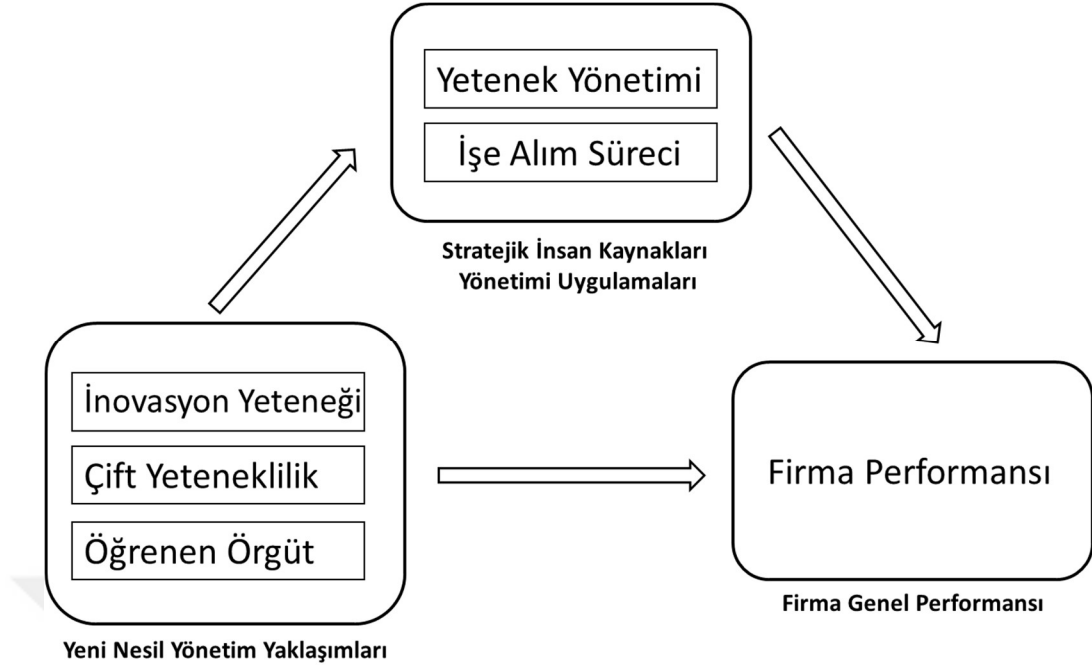 Yetenek Yönetimi
İşe Alım Süreci
Stratejik İnsan Kaynakları
Yönetimi Uygulamaları
İnovasyon Yeteneği
Çift Yeteneklilik
Öğrenen Örgüt
Yeni Nesil Yönetim Yaklaşımları
Firma Performansı
Firma Genel Performansı